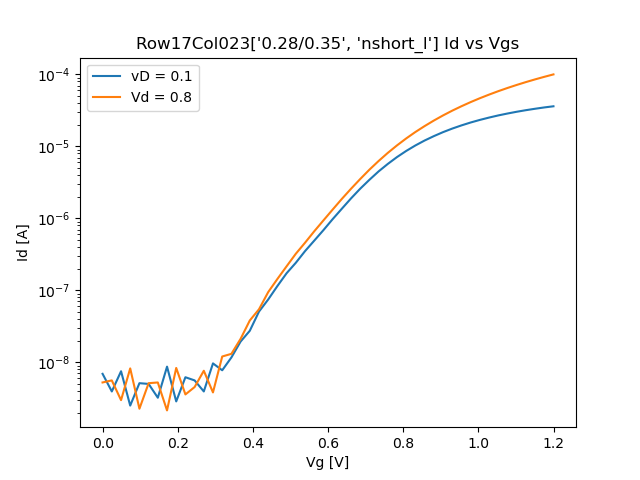 Row17Col023['0.28/0.35', 'nshort_l'] Id vs Vgs
vD = 0.1
Vd = 0.8
10⁻⁴
10⁻⁵
10⁻⁶
10⁻⁷
10⁻⁸
Id [A]
0.0 0.2 0.4 0.6 0.8 1.0 1.2
Vg [V]